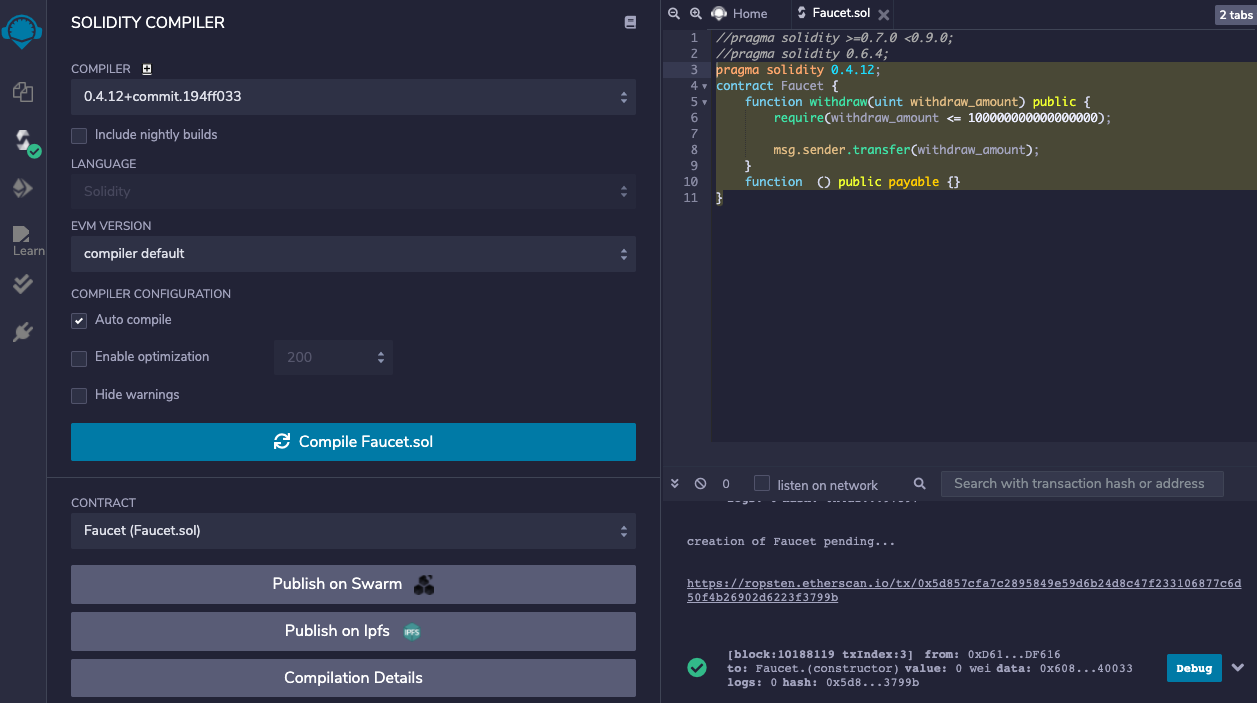 SOLIDITY COMPILER
COMPILER
0.4.12+commit.194ff033
Include nightly builds
LANGUAGE
Solidity
EVM VERSION
compiler default
COMPILER CONFIGURATION
Auto compile
Enable optimization
200
Hide warnings
Compile Faucet.sol
CONTRACT
Faucet (Faucet.sol)
Publish on Swarm
Publish on Ipfs
IPFS
Compilation Details
Learn
Home
Faucet.sol
2 tabs
1 //pragma solidity >=0.7.0 <0.9.0;
2 //pragma solidity 0.6.4;
3 pragma solidity 0.4.12;
4 contract Faucet {
5 function withdraw(uint withdraw_amount) public {
6 require(withdraw_amount <= 100000000000000000);
7
8 msg.sender.transfer(withdraw_amount);
9 }
10 function () public payable {}
11 }
0
listen on network
Search with transaction hash or address
creation of Faucet pending...
https://ropsten.etherscan.io/tx/0x5d857cfa7c2895849e59d6b24d8c47f233106877c6d
50f4b26902d6223f3799b
[block:10188119 txIndex:3] from: 0xD61...DF616
to: Faucet.(constructor) value: 0 wei data: 0x608...40033
logs: 0 hash: 0x5d8...3799b
Debug